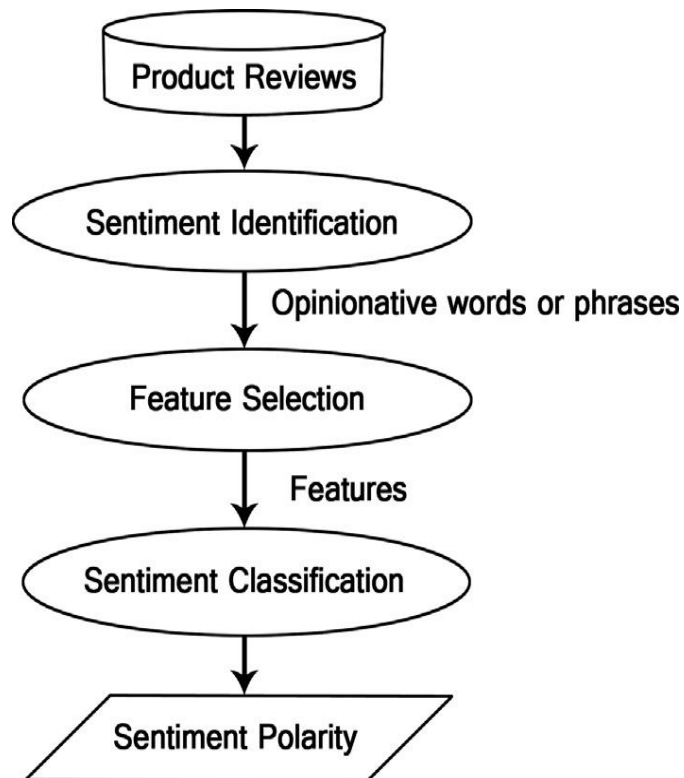 Product Reviews
Sentiment Identification
Opinionative words or phrases
Feature Selection
Features
Sentiment Classification
Sentiment Polarity